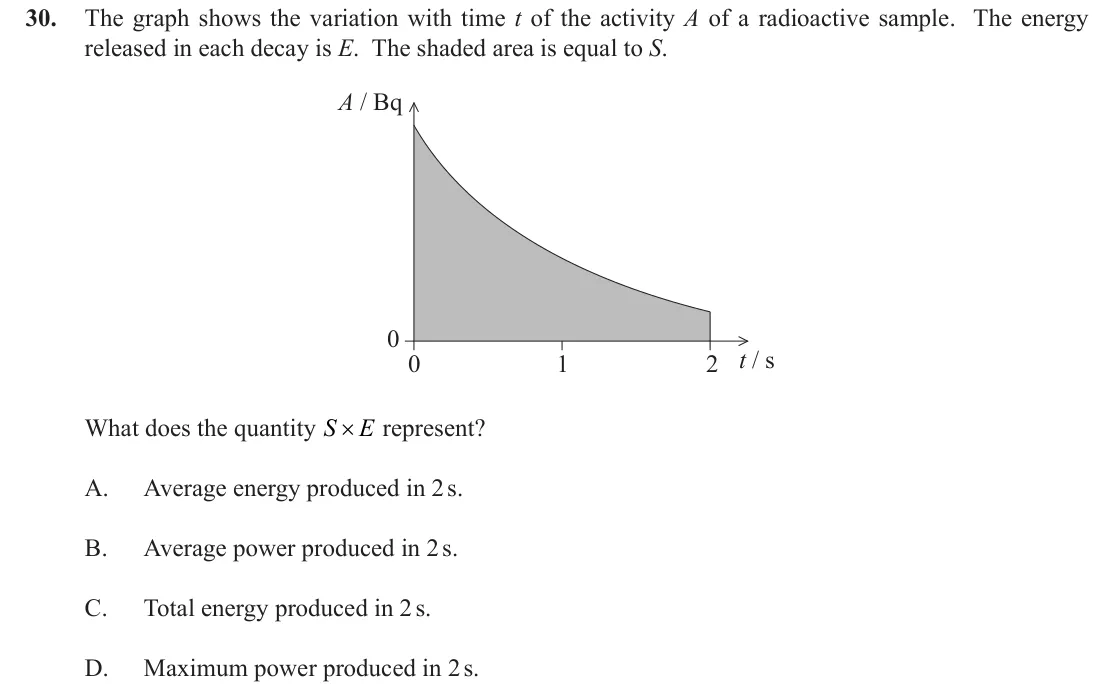 30. The graph shows the variation with time t of the activity A of a radioactive sample. The energy
released in each decay is E. The shaded area is equal to S.
A / Bq
0
0 1 2 t / s
What does the quantity S × E represent?
A. Average energy produced in 2 s.
B. Average power produced in 2 s.
C. Total energy produced in 2 s.
D. Maximum power produced in 2 s.